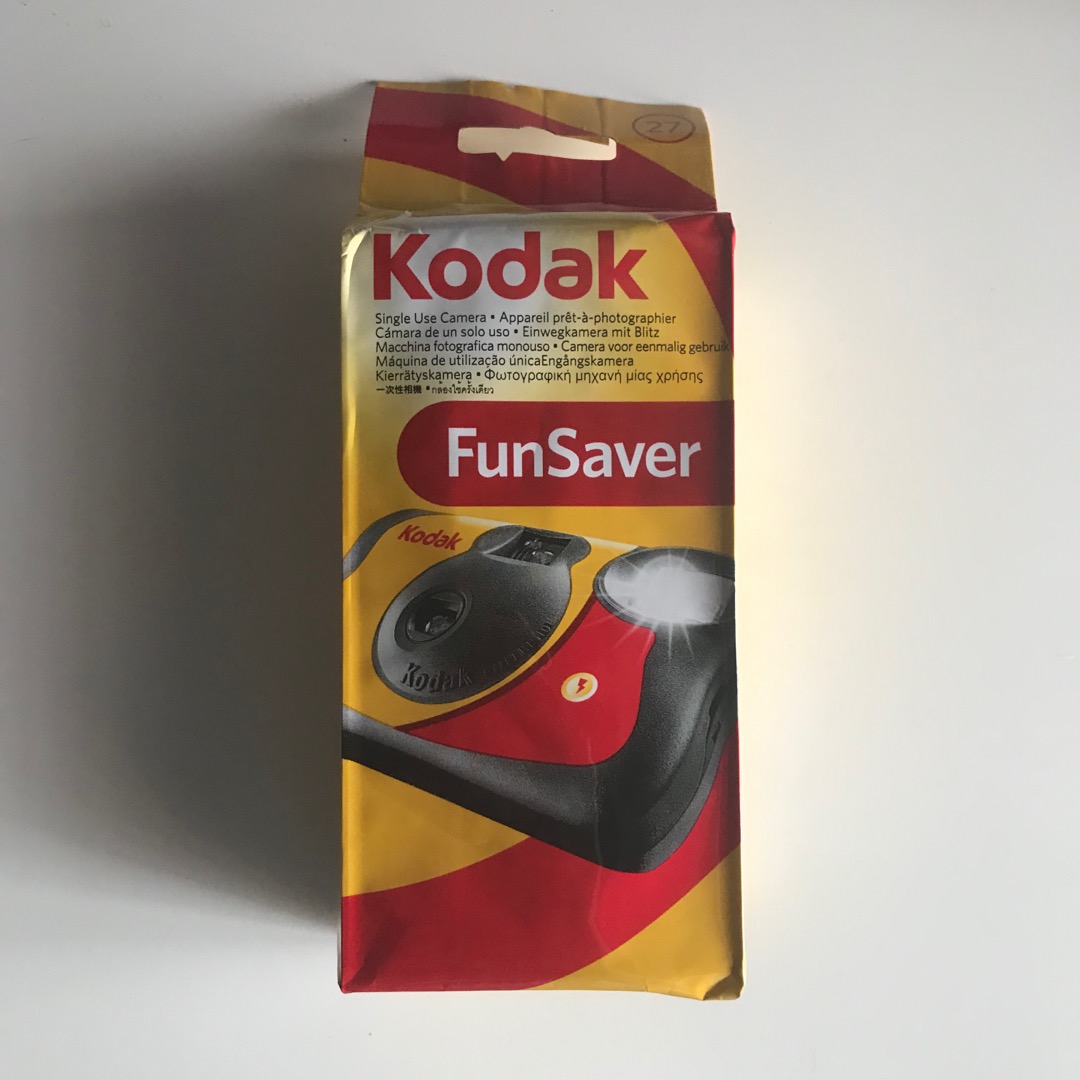 27
Kodak
Single Use Camera • Appareil prêt-à-photographier
Cámara de un solo uso • Einwegkamera mit Blitz
Macchina fotografica monouso • Camera voor eenmalig gebruik
Máquina de utilização únicaEngångskamera
Kierrätyskamera • Φωτογραφική μηχανή μίας χρήσης
一次性相機 • กล้องใช้ครั้งเดียว
FunSaver
Kodak
Kodak